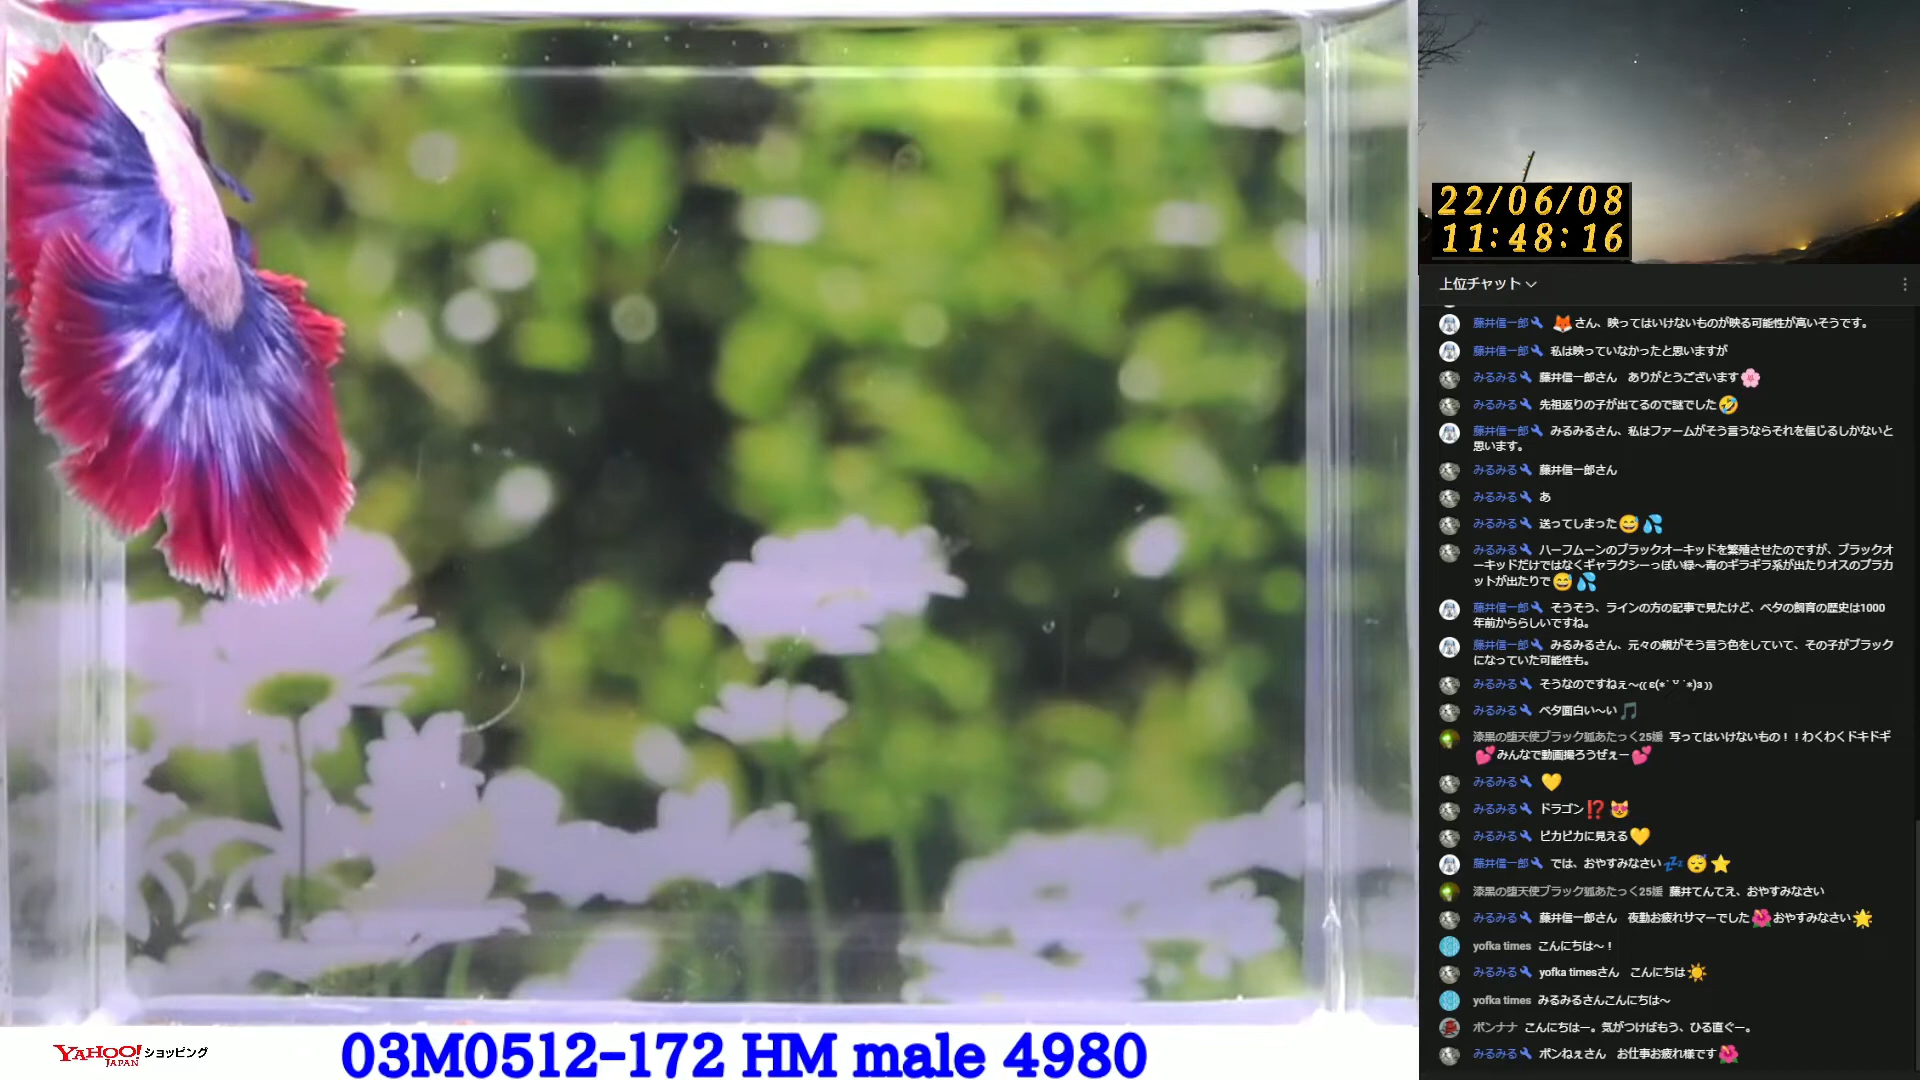 22/06/08
11:48:16
上位チャット
藤井信一郎 🦊さん、映ってはいけないものが映る可能性が高いそうです。
藤井信一郎 私は映っていなかったと思いますが
みるみる 藤井信一郎さん ありがとうございます🌸
みるみる 先祖返りの子が出てるので謎でした🤣
藤井信一郎 みるみるさん、私はファームがそう言うならそれを信じるしかないと
思います。
みるみる 藤井信一郎さん
みるみる あ
みるみる 送ってしまった😅💦
みるみる ハーフムーンのブラックオーキッドを繁殖させたのですが、ブラックオ
ーキッドだけではなくギャラクシーっぽい緑～青のギラギラ系が出たりオスのプラカ
ットが出たりで😅💦
藤井信一郎 そうそう、ラインの方の記事で見たけど、ベタの飼育の歴史は1000
年前かららしいですね。
藤井信一郎 みるみるさん、元々の親がそう言う色をしていて、その子がブラック
になっていた可能性も。
みるみる そうなのですねぇ～
みるみる ベタ面白い～い🎵
漆黒の堕天使ブラック狐あたっく25媛 写ってはいけないもの！！わくわくドキドギ
💕みんなで動画撮ろうぜぇー💕
みるみる 💛
みるみる ドラゴン⁉️😻
みるみる ピカピカに見える💛
藤井信一郎 では、おやすみなさい💤😴⭐
漆黒の堕天使ブラック狐あたっく25媛 藤井てんてえ、おやすみなさい
みるみる 藤井信一郎さん 夜勤お疲れサマーでした🌺おやすみなさい🌟
yofka times こんにちは～！
みるみる yofka timesさん こんにちは☀️
yofka times みるみるさんこんにちは～
ポンナナ こんにちはー。気がつけばもう、ひる直ぐー。
みるみる ポンねぇさん お仕事お疲れ様です🌺
YAHOO! JAPAN ショッピング
03M0512-172 HM male 4980